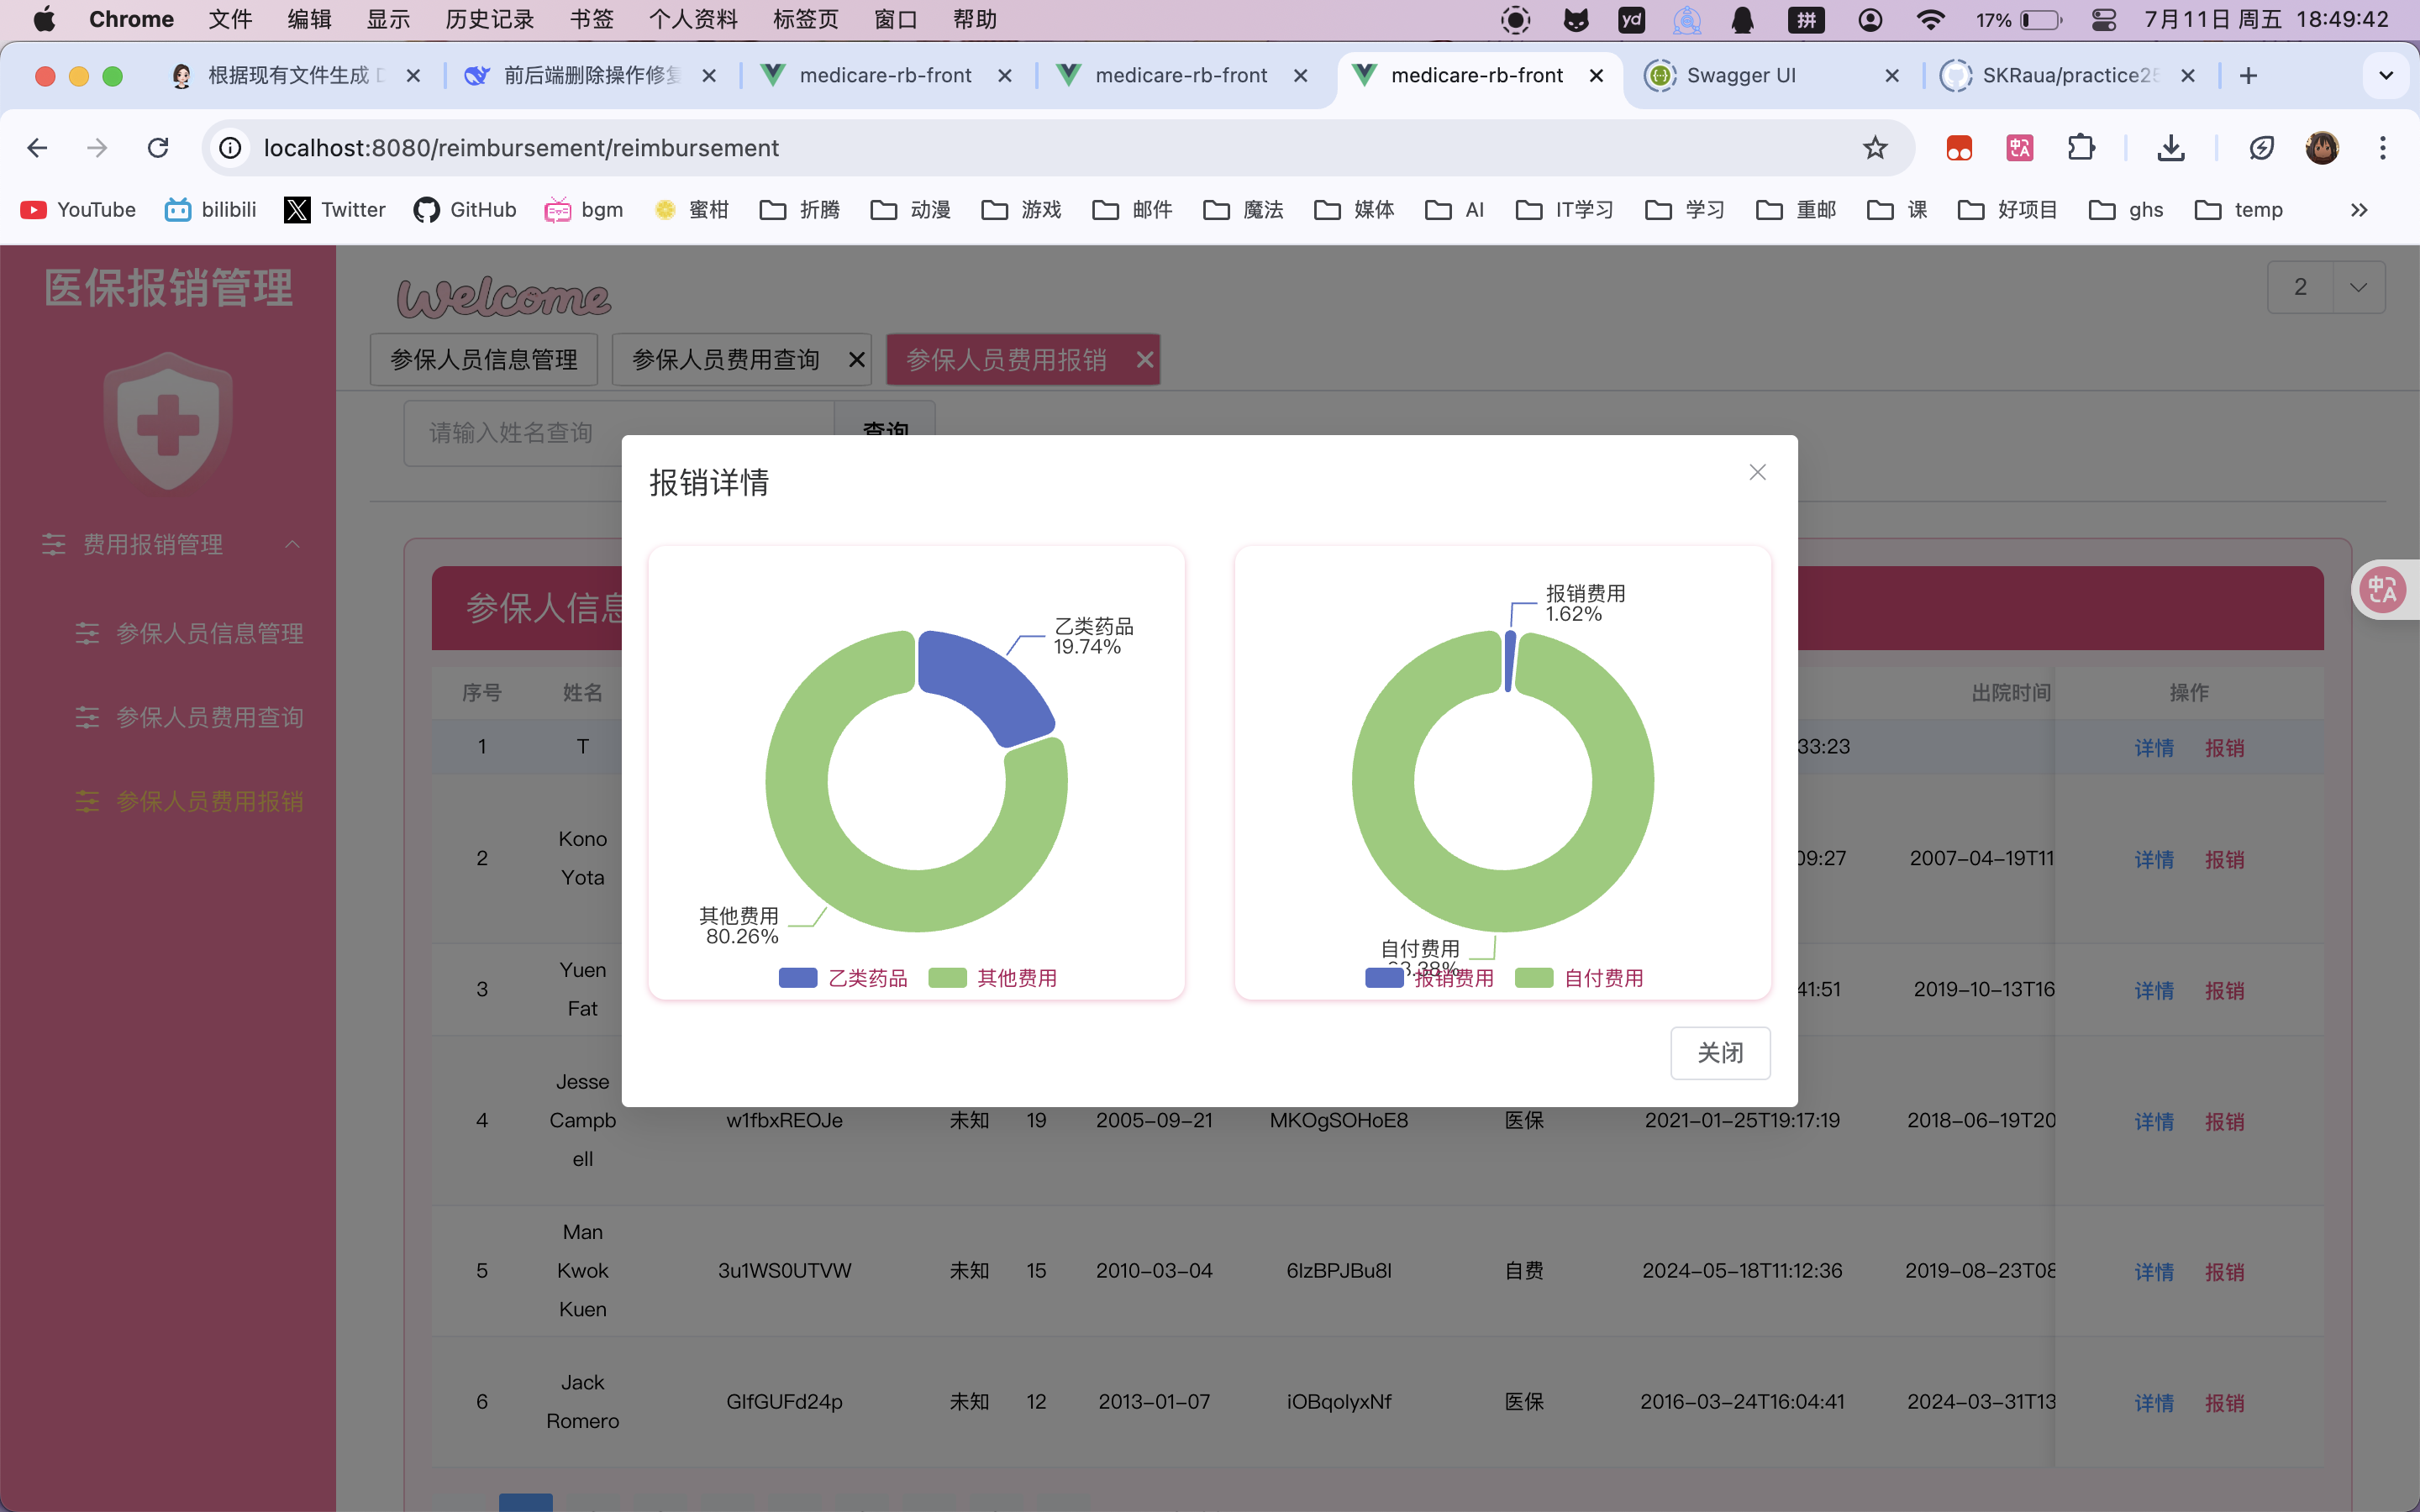 Chrome 文件 编辑 显示 历史记录 书签 个人资料 标签页 窗口 帮助 yd 拼 17% 7月11日 周五 18:49:42
根据现有文件生成 前后端删除操作修复 medicare-rb-front medicare-rb-front medicare-rb-front Swagger UI SKRaua/practice25
localhost:8080/reimbursement/reimbursement
YouTube bilibili Twitter GitHub bgm 蜜柑 折腾 动漫 游戏 邮件 魔法 媒体 AI IT学习 学习 重邮 课 好项目 ghs temp
医保报销管理
费用报销管理
参保人员信息管理
参保人员费用查询
参保人员费用报销
Welcome
2
参保人员信息管理 参保人员费用查询 参保人员费用报销
请输入姓名查询 查询
报销详情
乙类药品
19.74%
其他费用
80.26%
乙类药品 其他费用
报销费用
1.62%
自付费用
报销费用 自付费用
关闭
参保人信息
序号 姓名 出院时间 操作
1 T 33:23 详情 报销
2 Kono Yota 09:27 2007-04-19T11 详情 报销
3 Yuen Fat 41:51 2019-10-13T16 详情 报销
4 Jesse Campbell w1fbxREOJe 未知 19 2005-09-21 MKOgSOHoE8 医保 2021-01-25T19:17:19 2018-06-19T20 详情 报销
5 Man Kwok Kuen 3u1WS0UTVW 未知 15 2010-03-04 6IzBPJBu8I 自费 2024-05-18T11:12:36 2019-08-23T08 详情 报销
6 Jack Romero GIfGUFd24p 未知 12 2013-01-07 iOBqolyxNf 医保 2016-03-24T16:04:41 2024-03-31T13 详情 报销